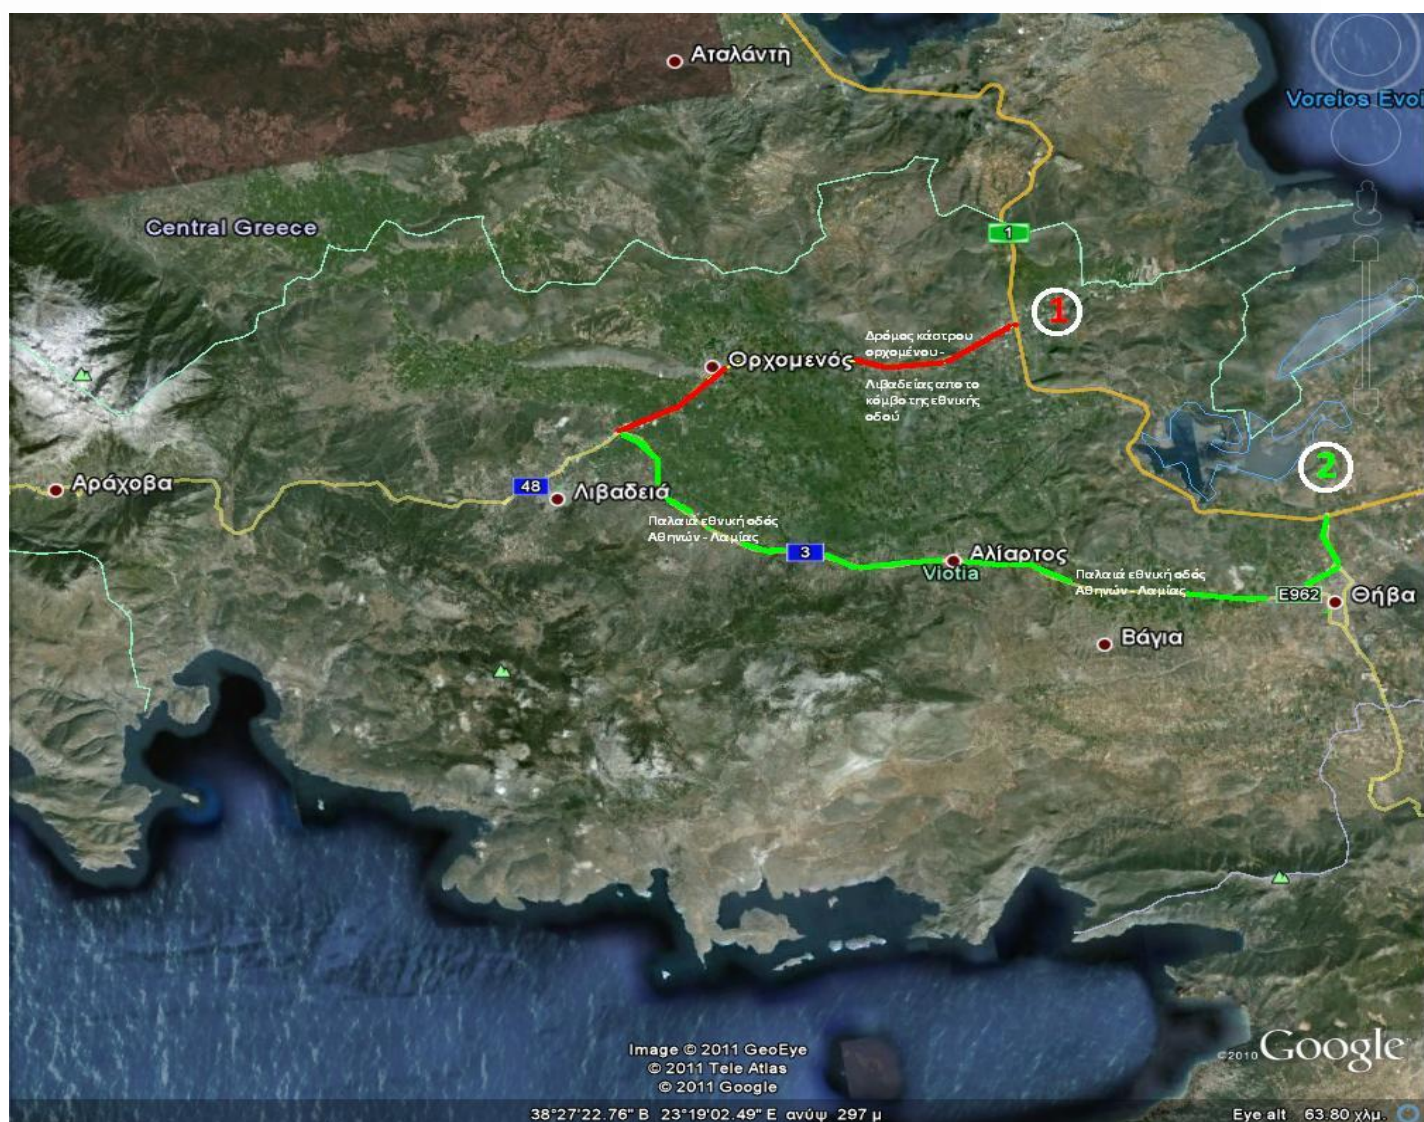 Αταλάντη
Voreios Evoi
Central Greece
1
1
Δρόμος κάστρου
ορχομένου -
Ορχομενός
Λιβαδείας απο το
κόμβο της εθνικής
οδού
2
Αράχοβα
48
Λιβαδειά
Παλαιά εθνική οδός
Αθηνών - Λαμίας
3
Αλίαρτος
Viotia
Παλαιά εθνική οδός
Αθηνών - Λαμίας
E962
Θήβα
Βάγια
Image © 2011 GeoEye
© 2011 Tele Atlas
© 2011 Google
©2010 Google
38°27'22.76" Β 23°19'02.49" Ε ανύψ 297 μ
Eye alt 63.80 χλμ.